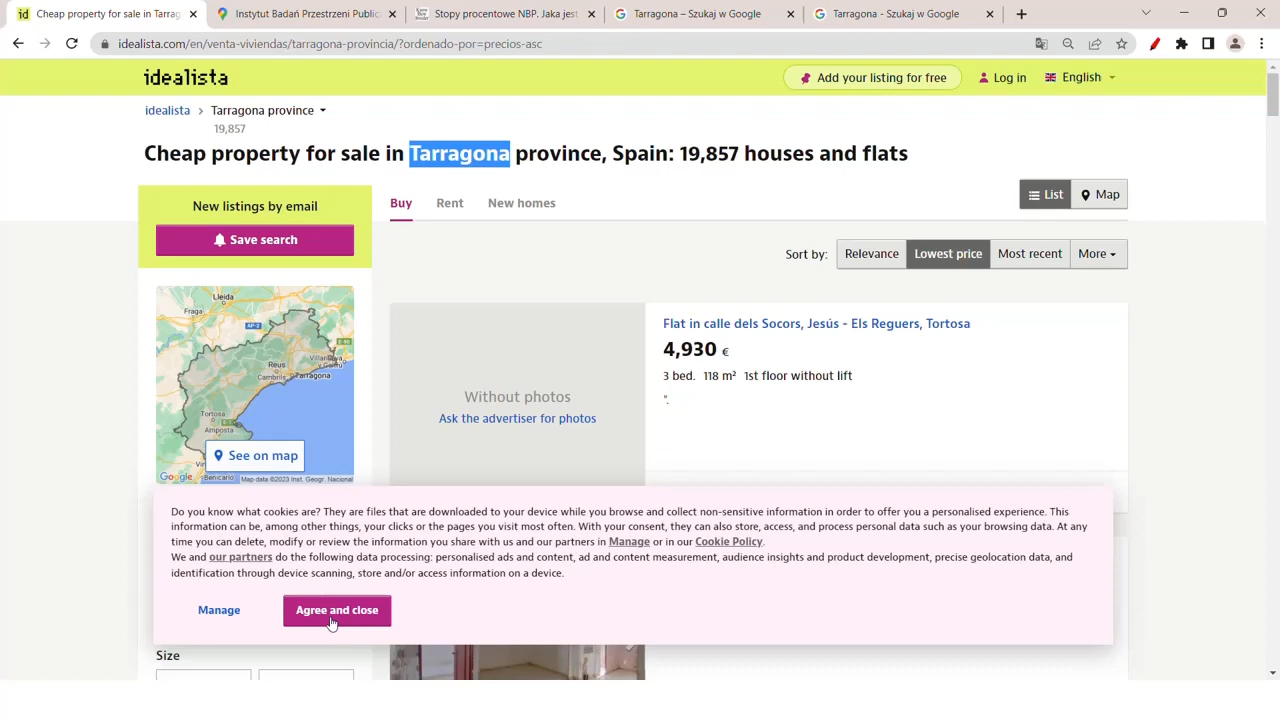 Cheap property for sale in Tarrag
Instytut Badań Przestrzeni Public
Stopy procentowe NBP. Jaka jest
Tarragona – Szukaj w Google
Tarragona - Szukaj w Google
idealista.com/en/venta-viviendas/tarragona-provincia/?ordenado-por=precios-asc
idealista
Add your listing for free
Log in
English
idealista > Tarragona province
19,857
Cheap property for sale in Tarragona province, Spain: 19,857 houses and flats
New listings by email
Save search
Buy
Rent
New homes
List
Map
Sort by:
Relevance
Lowest price
Most recent
More
Lleida
Fraga
AP-2
E-90
Reus
Cambrils
Tarragona
Tortosa
Amposta
See on map
Benicarló
Google
Map data ©2023 Inst. Geogr. Nacional
Without photos
Ask the advertiser for photos
Flat in calle dels Socors, Jesús - Els Reguers, Tortosa
4,930 €
3 bed. 118 m² 1st floor without lift
".
Do you know what cookies are? They are files that are downloaded to your device while you browse and collect non-sensitive information in order to offer you a personalised experience. This
information can be, among other things, your clicks or the pages you visit most often. With your consent, they can also store, access, and process personal data such as your browsing data. At any
time you can delete, modify or review the information you share with us and our partners in Manage or in our Cookie Policy.
We and our partners do the following data processing: personalised ads and content, ad and content measurement, audience insights and product development, precise geolocation data, and
identification through device scanning, store and/or access information on a device.
Manage
Agree and close
Size